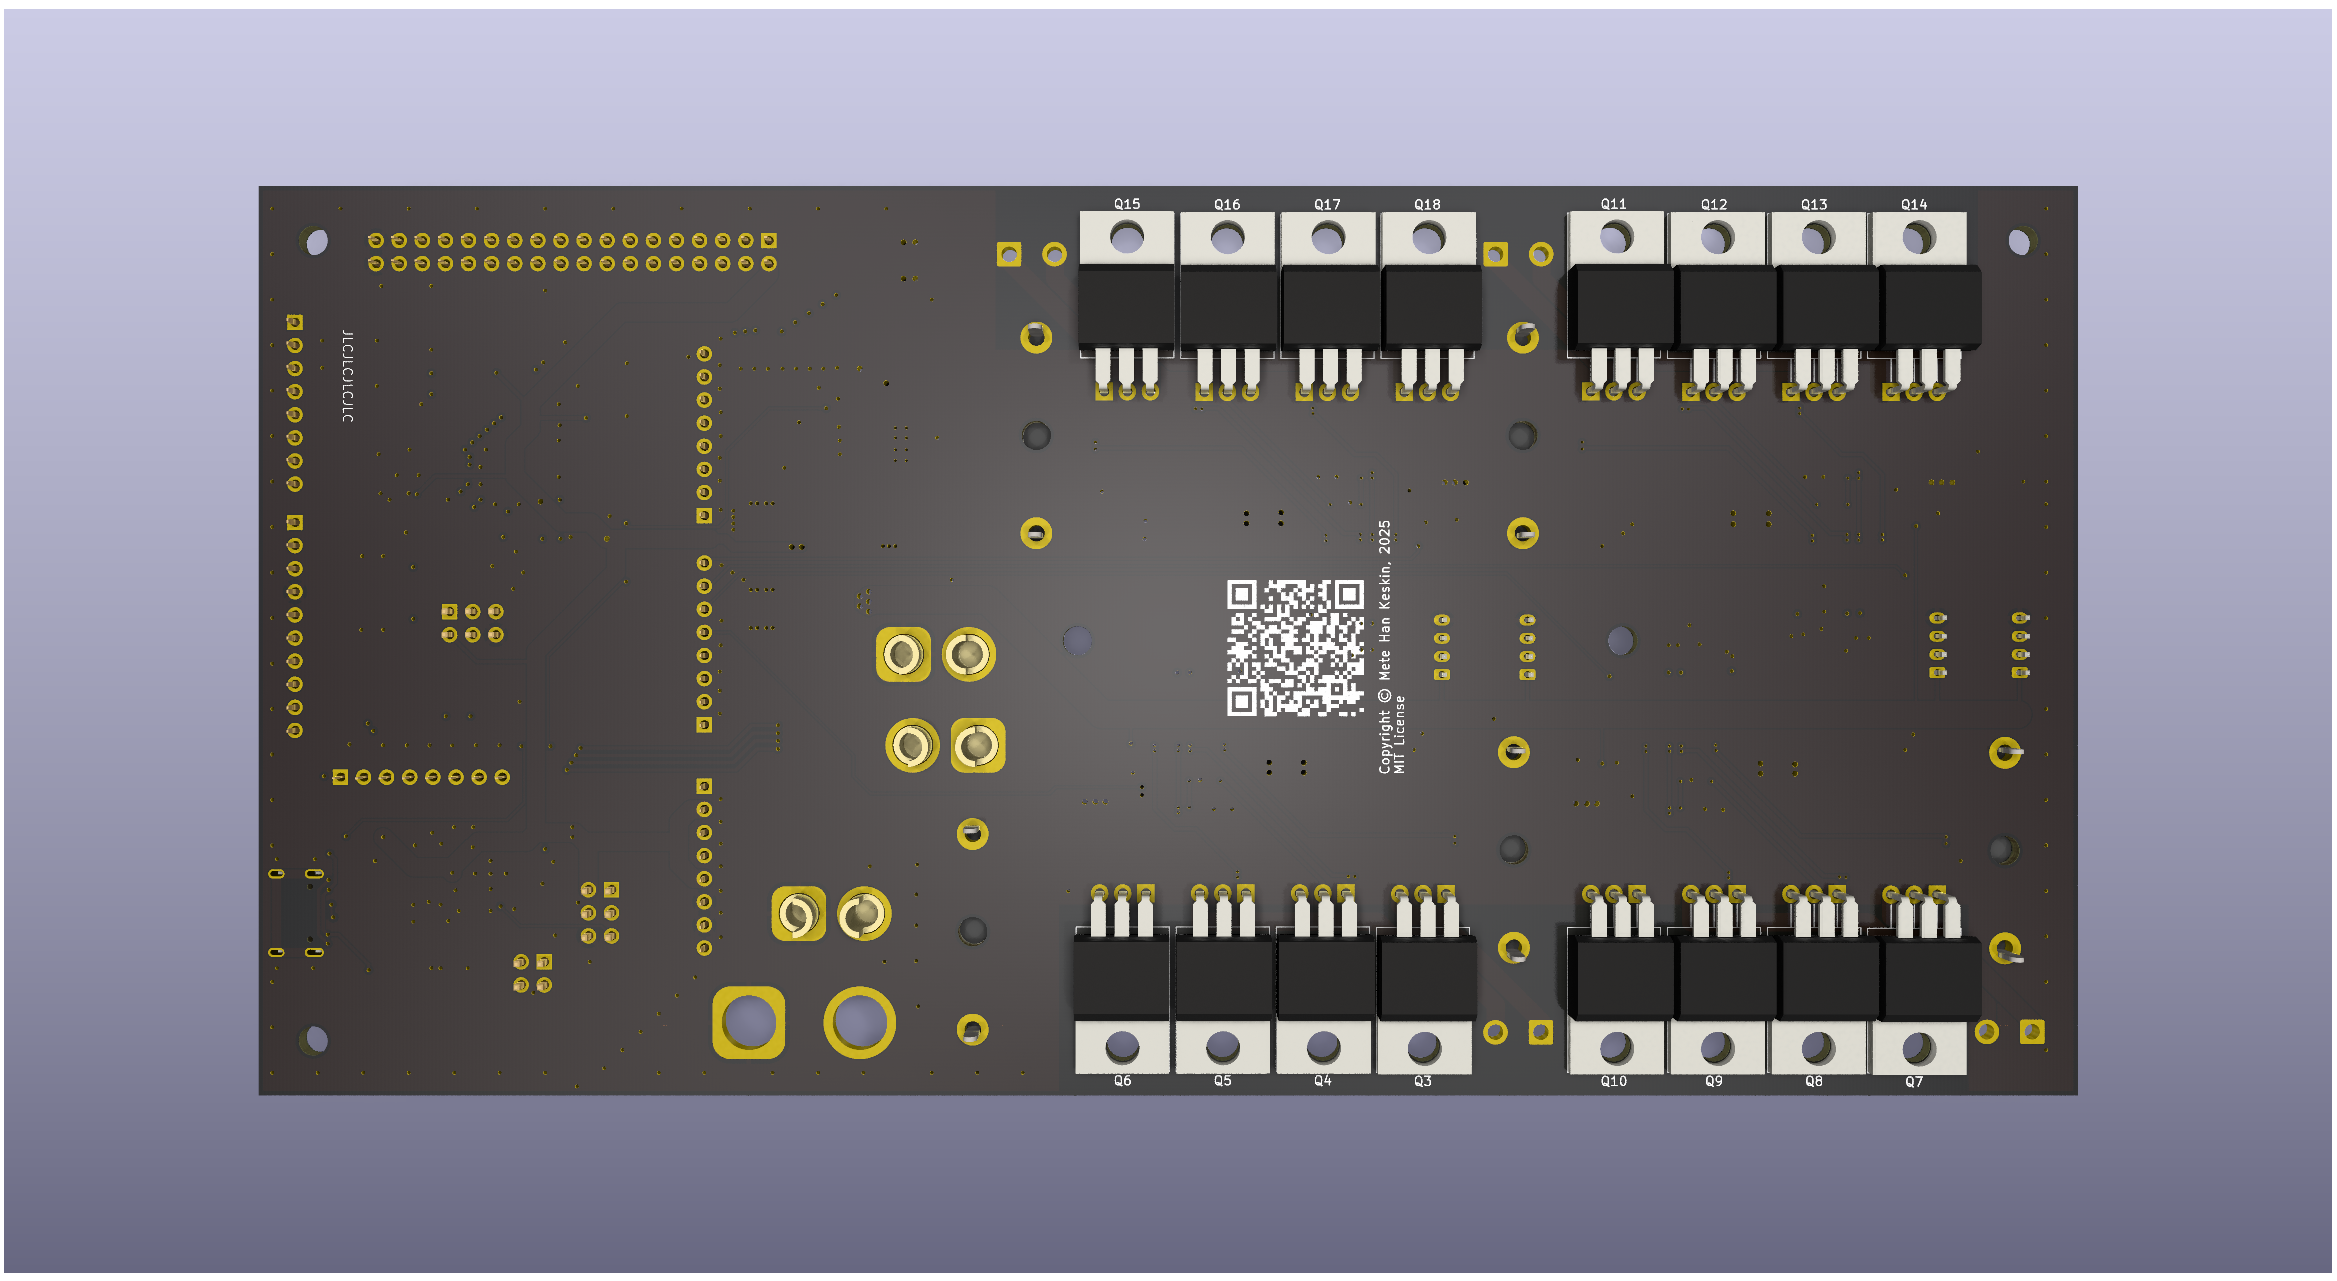 Q15 Q16 Q17 Q18 Q11 Q12 Q13 Q14
JLCJLCJLCJLC
Copyright © Mete Han Keskin, 2025
MIT License
Q6 Q5 Q4 Q3 Q10 Q9 Q8 Q7